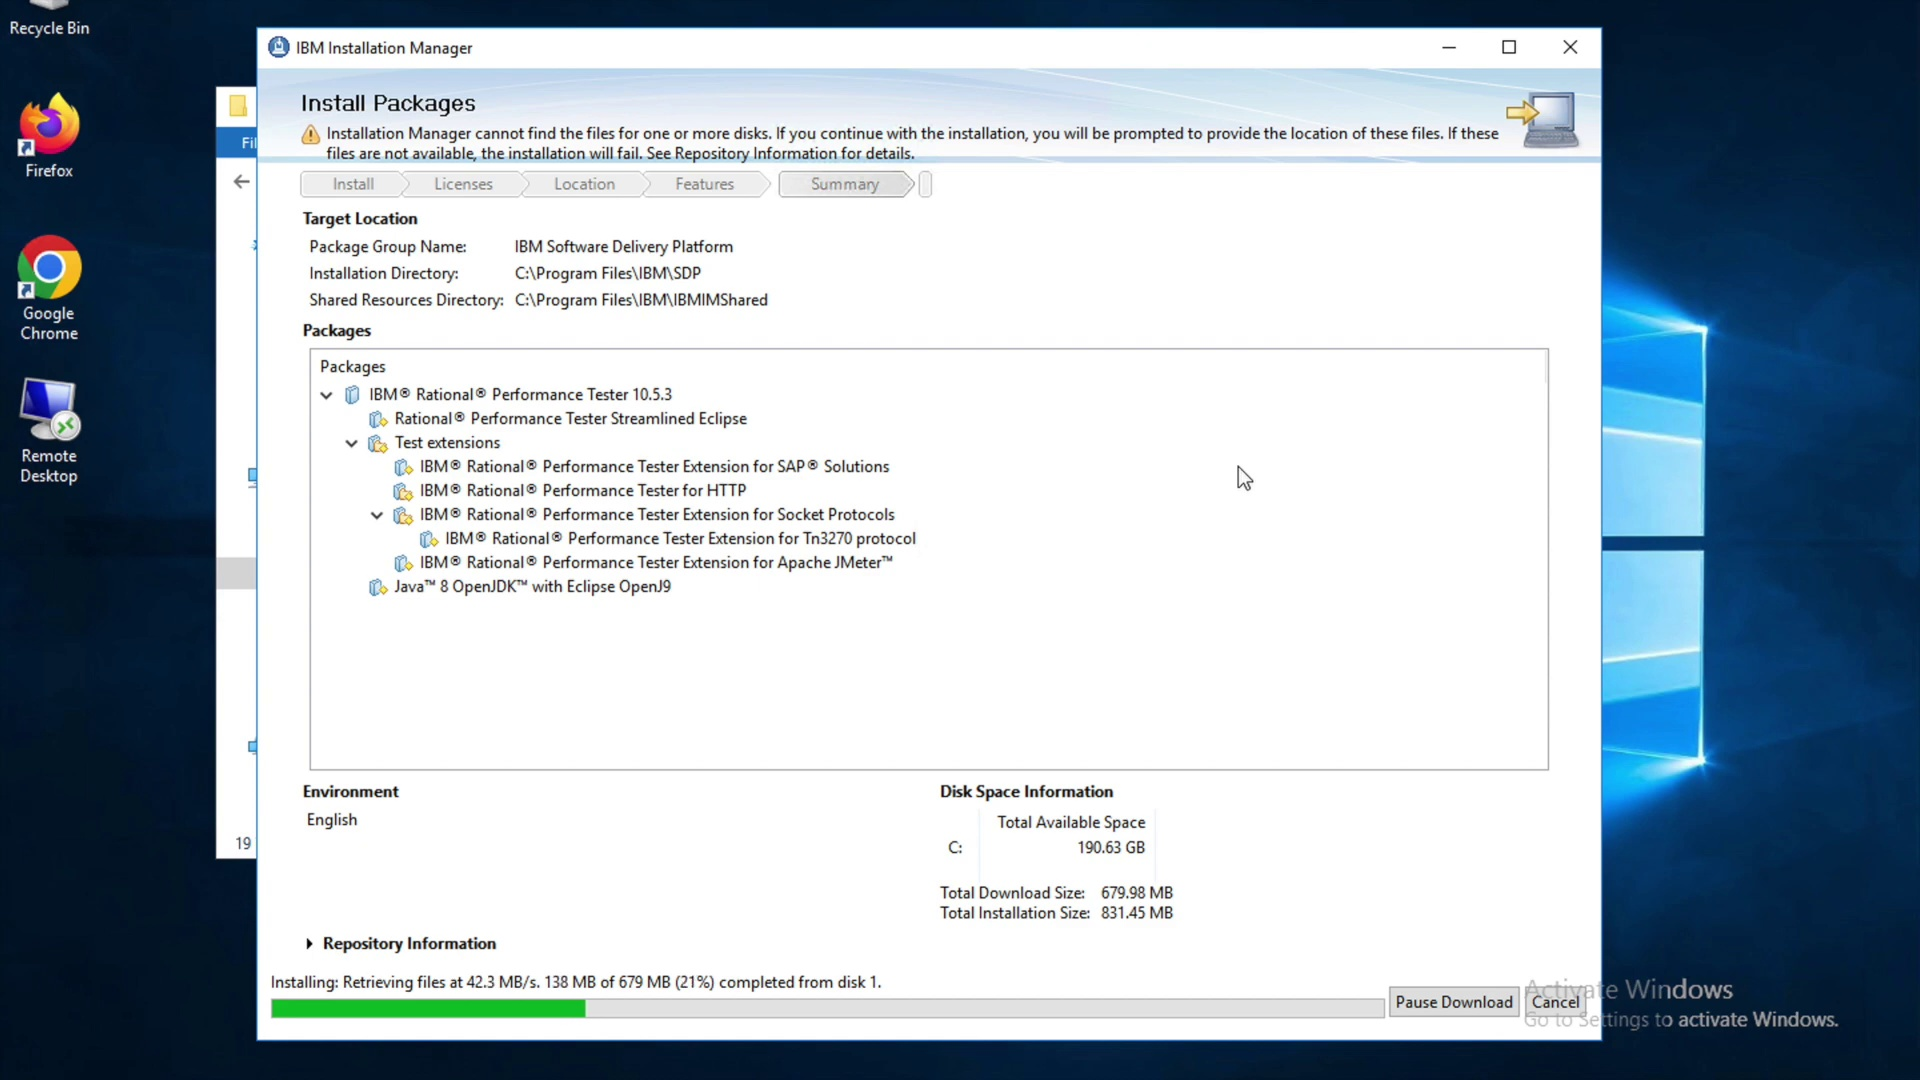 Recycle Bin
Firefox
Google
Chrome
Remote
Desktop
Fil
19
IBM Installation Manager
Install Packages
Installation Manager cannot find the files for one or more disks. If you continue with the installation, you will be prompted to provide the location of these files. If these
files are not available, the installation will fail. See Repository Information for details.
Install Licenses Location Features Summary
Target Location
Package Group Name: IBM Software Delivery Platform
Installation Directory: C:\Program Files\IBM\SDP
Shared Resources Directory: C:\Program Files\IBM\IBMIMShared
Packages
Packages
IBM® Rational® Performance Tester 10.5.3
Rational® Performance Tester Streamlined Eclipse
Test extensions
IBM® Rational® Performance Tester Extension for SAP® Solutions
IBM® Rational® Performance Tester for HTTP
IBM® Rational® Performance Tester Extension for Socket Protocols
IBM® Rational® Performance Tester Extension for Tn3270 protocol
IBM® Rational® Performance Tester Extension for Apache JMeter™
Java™ 8 OpenJDK™ with Eclipse OpenJ9
Environment
English
Disk Space Information
Total Available Space
C: 190.63 GB
Total Download Size: 679.98 MB
Total Installation Size: 831.45 MB
Repository Information
Installing: Retrieving files at 42.3 MB/s. 138 MB of 679 MB (21%) completed from disk 1.
Pause Download Cancel
Activate Windows
Go to Settings to activate Windows.